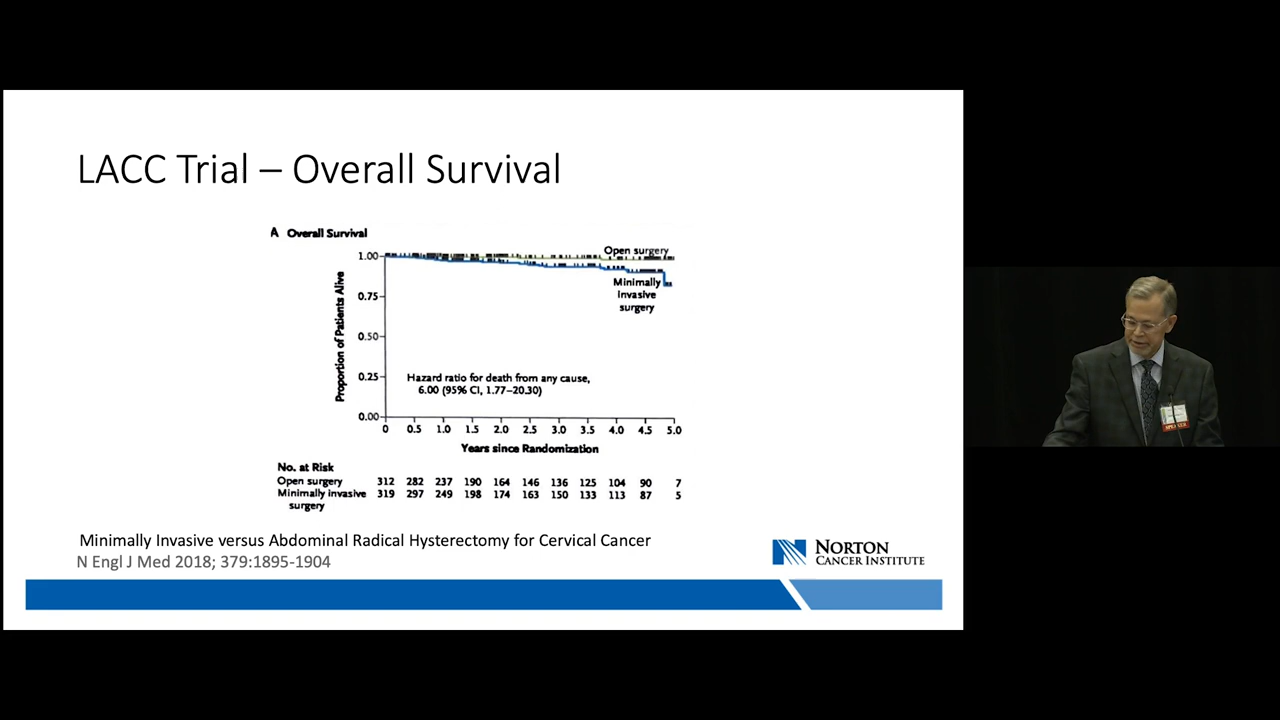 LACC Trial – Overall Survival
A Overall Survival
Open surgery
Minimally
invasive
surgery
Proportion of Patients Alive
1.00
0.75
0.50
0.25
0.00
Hazard ratio for death from any cause,
6.00 (95% CI, 1.77–20.30)
0 0.5 1.0 1.5 2.0 2.5 3.0 3.5 4.0 4.5 5.0
Years since Randomization
No. at Risk
Open surgery 312 282 237 190 164 146 136 125 104 90 7
Minimally invasive 319 297 249 198 174 163 150 133 113 87 5
surgery
Minimally Invasive versus Abdominal Radical Hysterectomy for Cervical Cancer
N Engl J Med 2018; 379:1895-1904
NORTON
CANCER INSTITUTE
SPEAKER